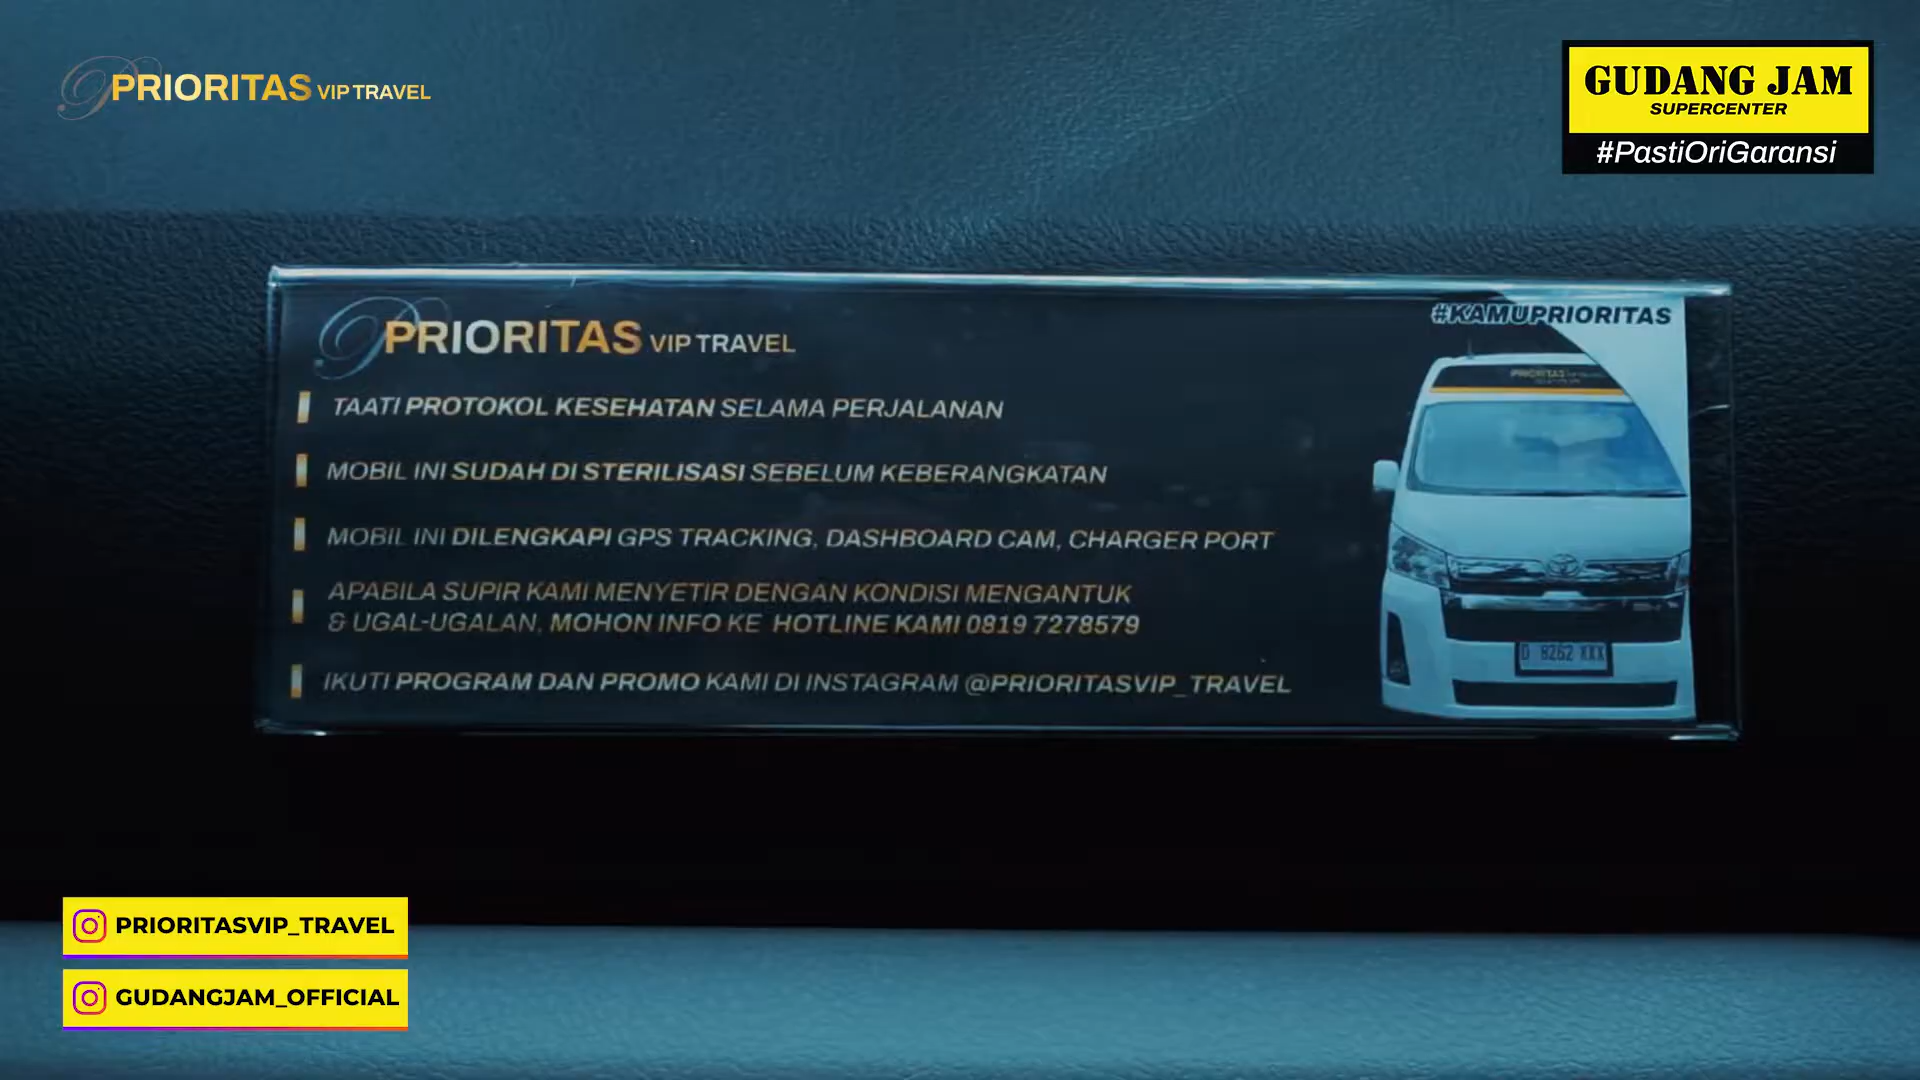 PRIORITAS VIP TRAVEL
GUDANG JAM
SUPERCENTER
#PastiOriGaransi
#KAMUPRIORITAS
PRIORITAS VIP TRAVEL
TAATI PROTOKOL KESEHATAN SELAMA PERJALANAN
MOBIL INI SUDAH DI STERILISASI SEBELUM KEBERANGKATAN
MOBIL INI DILENGKAPI GPS TRACKING, DASHBOARD CAM, CHARGER PORT
APABILA SUPIR KAMI MENYETIR DENGAN KONDISI MENGANTUK
& UGAL-UGALAN, MOHON INFO KE HOTLINE KAMI 0819 7278579
IKUTI PROGRAM DAN PROMO KAMI DI INSTAGRAM @PRIORITASVIP_TRAVEL
PRIORITAS
D 8262 XXX
PRIORITASVIP_TRAVEL
GUDANGJAM_OFFICIAL